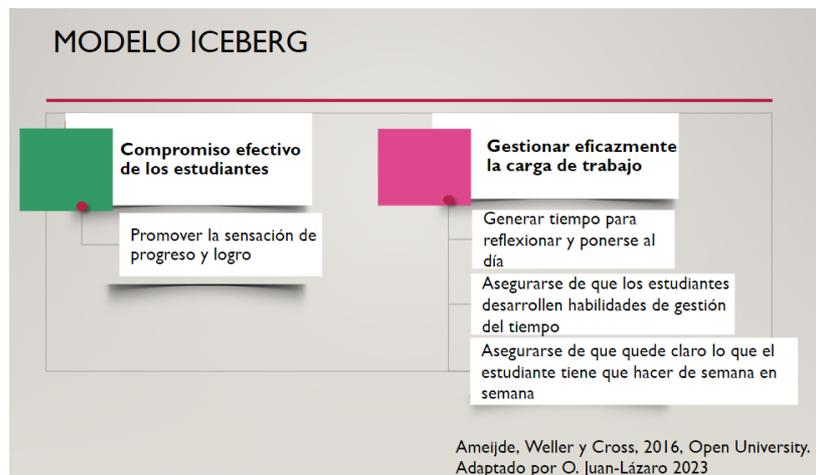 MODELO ICEBERG
Compromiso efectivo
de los estudiantes
Promover la sensación de
progreso y logro
Gestionar eficazmente
la carga de trabajo
Generar tiempo para
reflexionar y ponerse al
día
Asegurarse de que los estudiantes
desarrollen habilidades de gestión
del tiempo
Asegurarse de que quede claro lo que el
estudiante tiene que hacer de semana en
semana
Ameijde, Weller y Cross, 2016, Open University.
Adaptado por O. Juan-Lázaro 2023